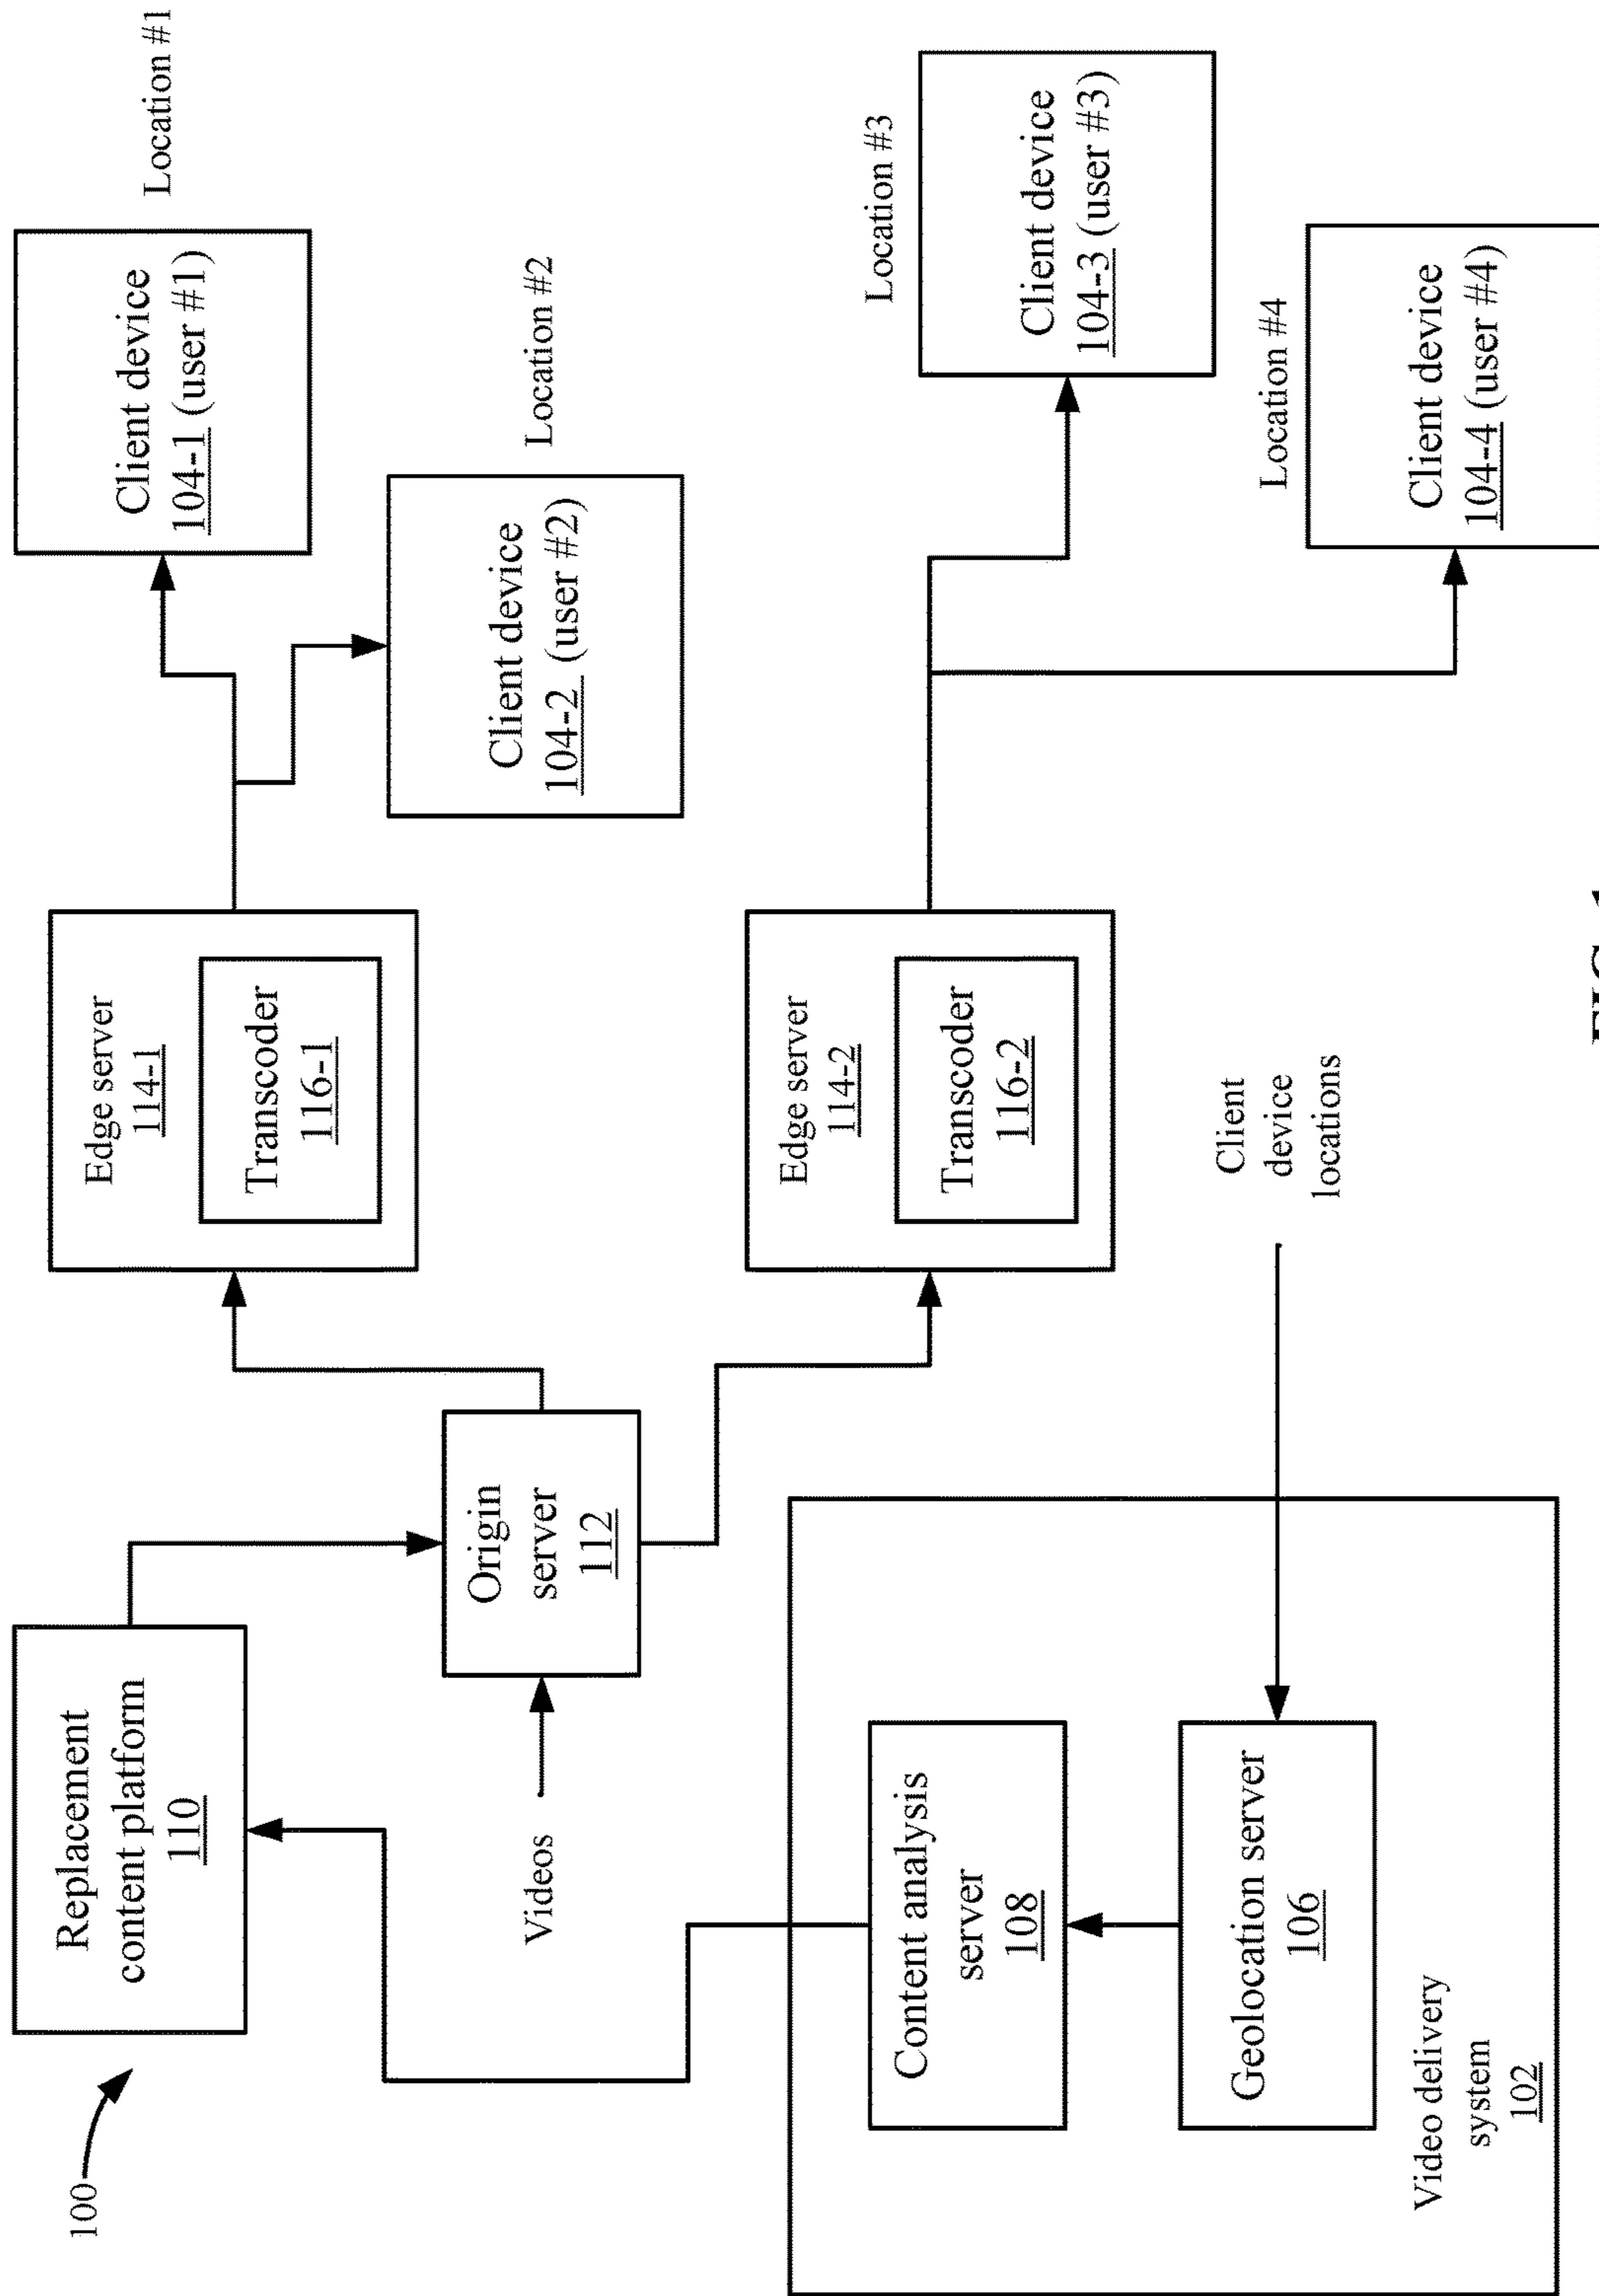 100
Replacement
content platform
110
Edge server
114-1
Transcoder
116-1
Client device
104-1 (user #1)
Location #1
Client device
104-2 (user #2)
Location #2
Videos
Origin
server
112
Edge server
114-2
Transcoder
116-2
Location #3
Client device
104-3 (user #3)
Content analysis
server
108
Geolocation server
106
Video delivery
system
102
Client
device
locations
Location #4
Client device
104-4 (user #4)